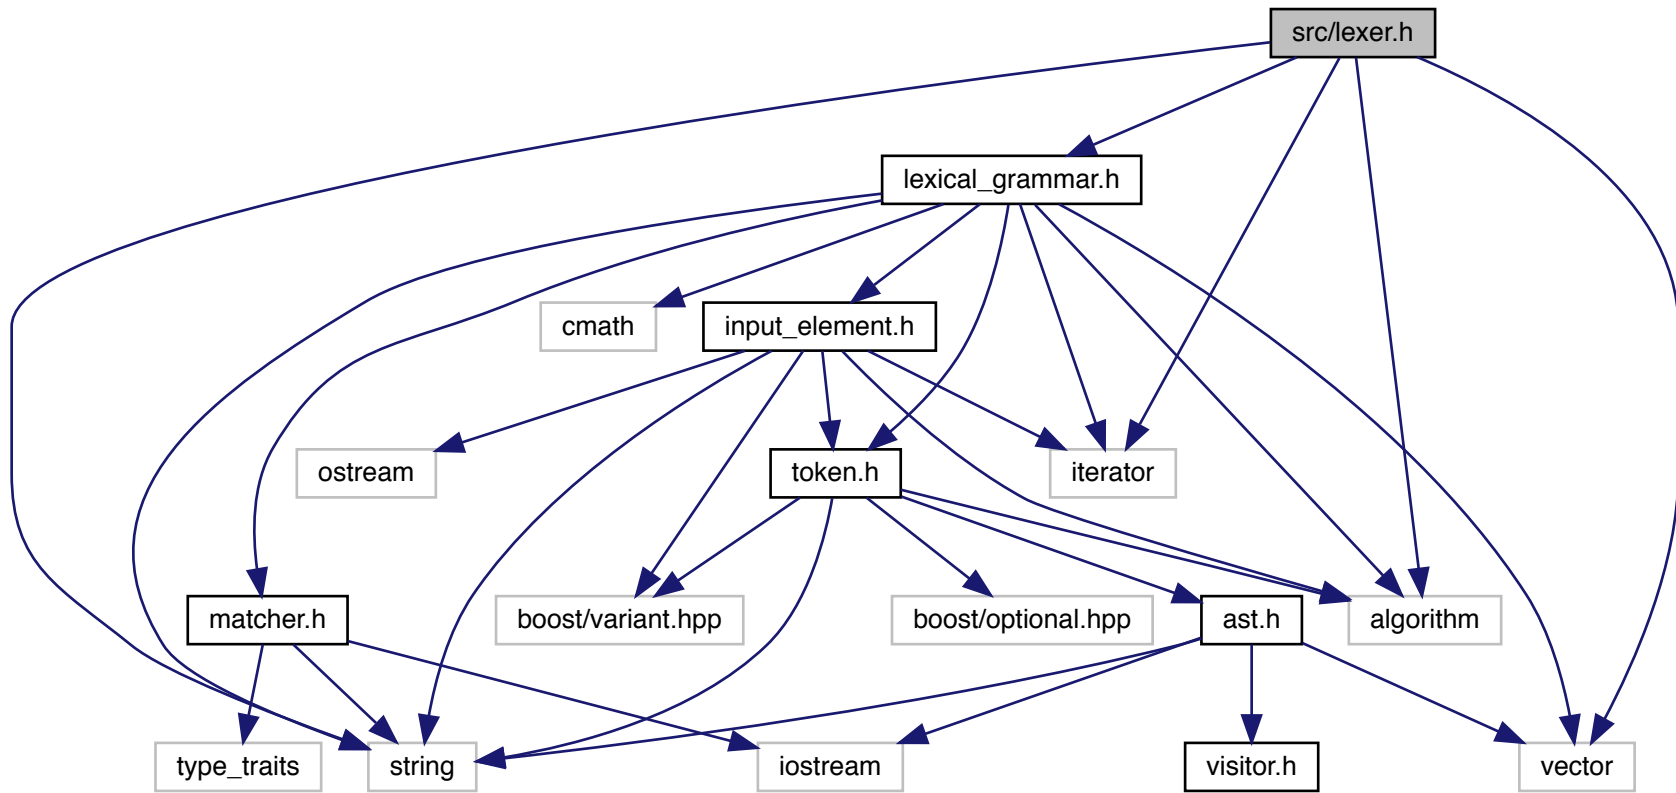 src/lexer.h
lexical_grammar.h
cmath
input_element.h
ostream
token.h
iterator
matcher.h
boost/variant.hpp
boost/optional.hpp
ast.h
algorithm
type_traits
string
iostream
visitor.h
vector